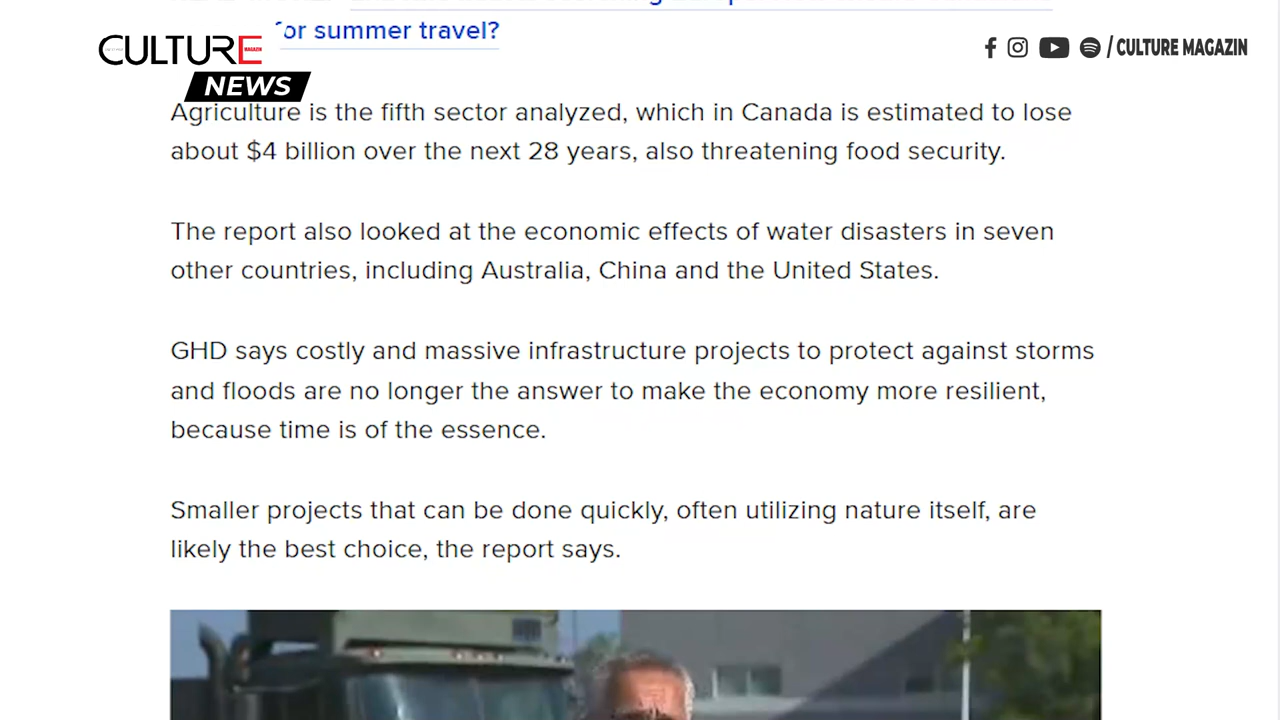 or summer travel?
CULTURE
MAGAZIN
NEWS
/ CULTURE MAGAZIN
Agriculture is the fifth sector analyzed, which in Canada is estimated to lose
about $4 billion over the next 28 years, also threatening food security.
The report also looked at the economic effects of water disasters in seven
other countries, including Australia, China and the United States.
GHD says costly and massive infrastructure projects to protect against storms
and floods are no longer the answer to make the economy more resilient,
because time is of the essence.
Smaller projects that can be done quickly, often utilizing nature itself, are
likely the best choice, the report says.